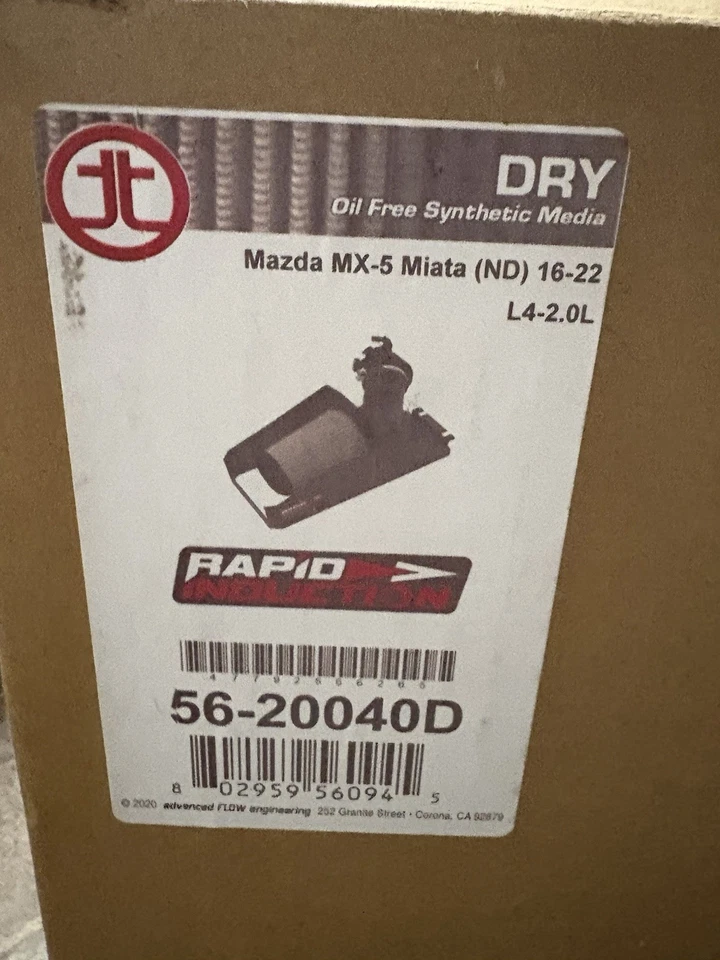 DRY
Oil Free Synthetic Media
Mazda MX-5 Miata (ND) 16-22
L4-2.0L
RAPID
INDUCTION
56-20040D
8 02959 56094 5
© 2020 advanced FLOW engineering 252 Granite Street • Corona, CA 92879